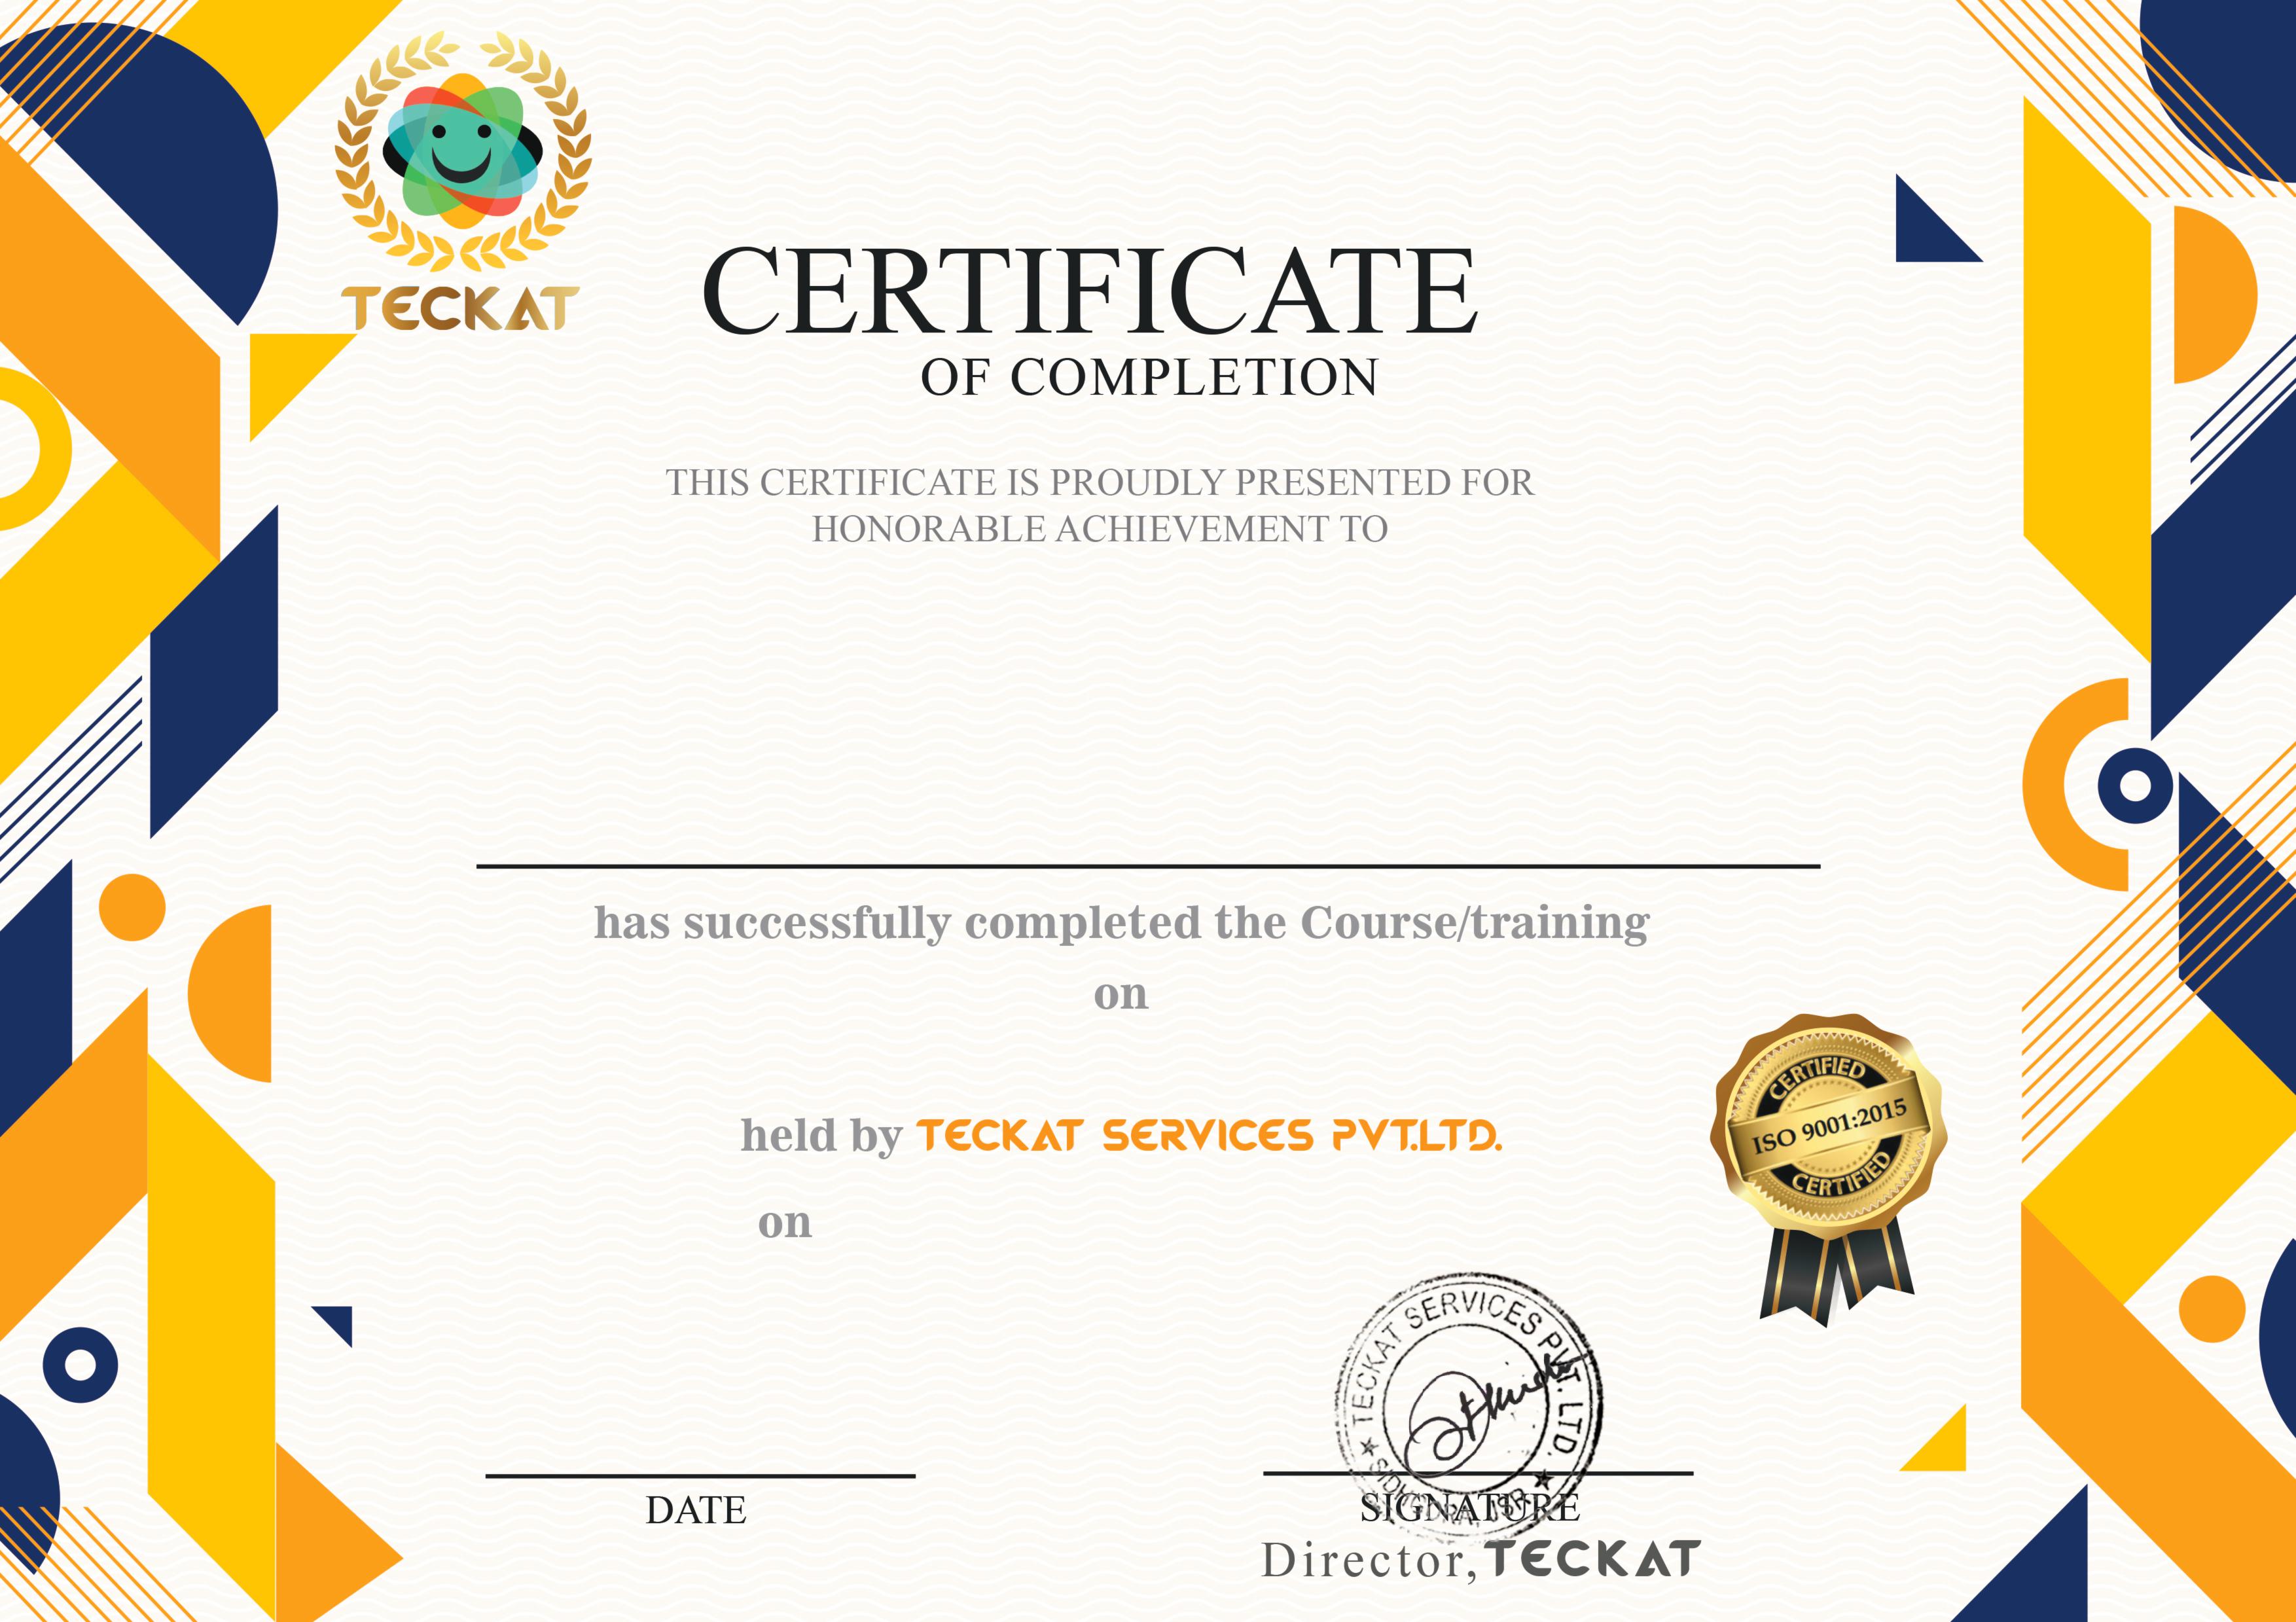 TECKAT
CERTIFICATE
OF COMPLETION
THIS CERTIFICATE IS PROUDLY PRESENTED FOR
HONORABLE ACHIEVEMENT TO
has successfully completed the Course/training
on
held by TECKAT SERVICES PVT.LTD.
on
CERTIFIED
ISO 9001:2015
CERTIFIED
TECKAT SERVICES PVT. LTD.
DATE
SIGNATURE
Director, TECKAT